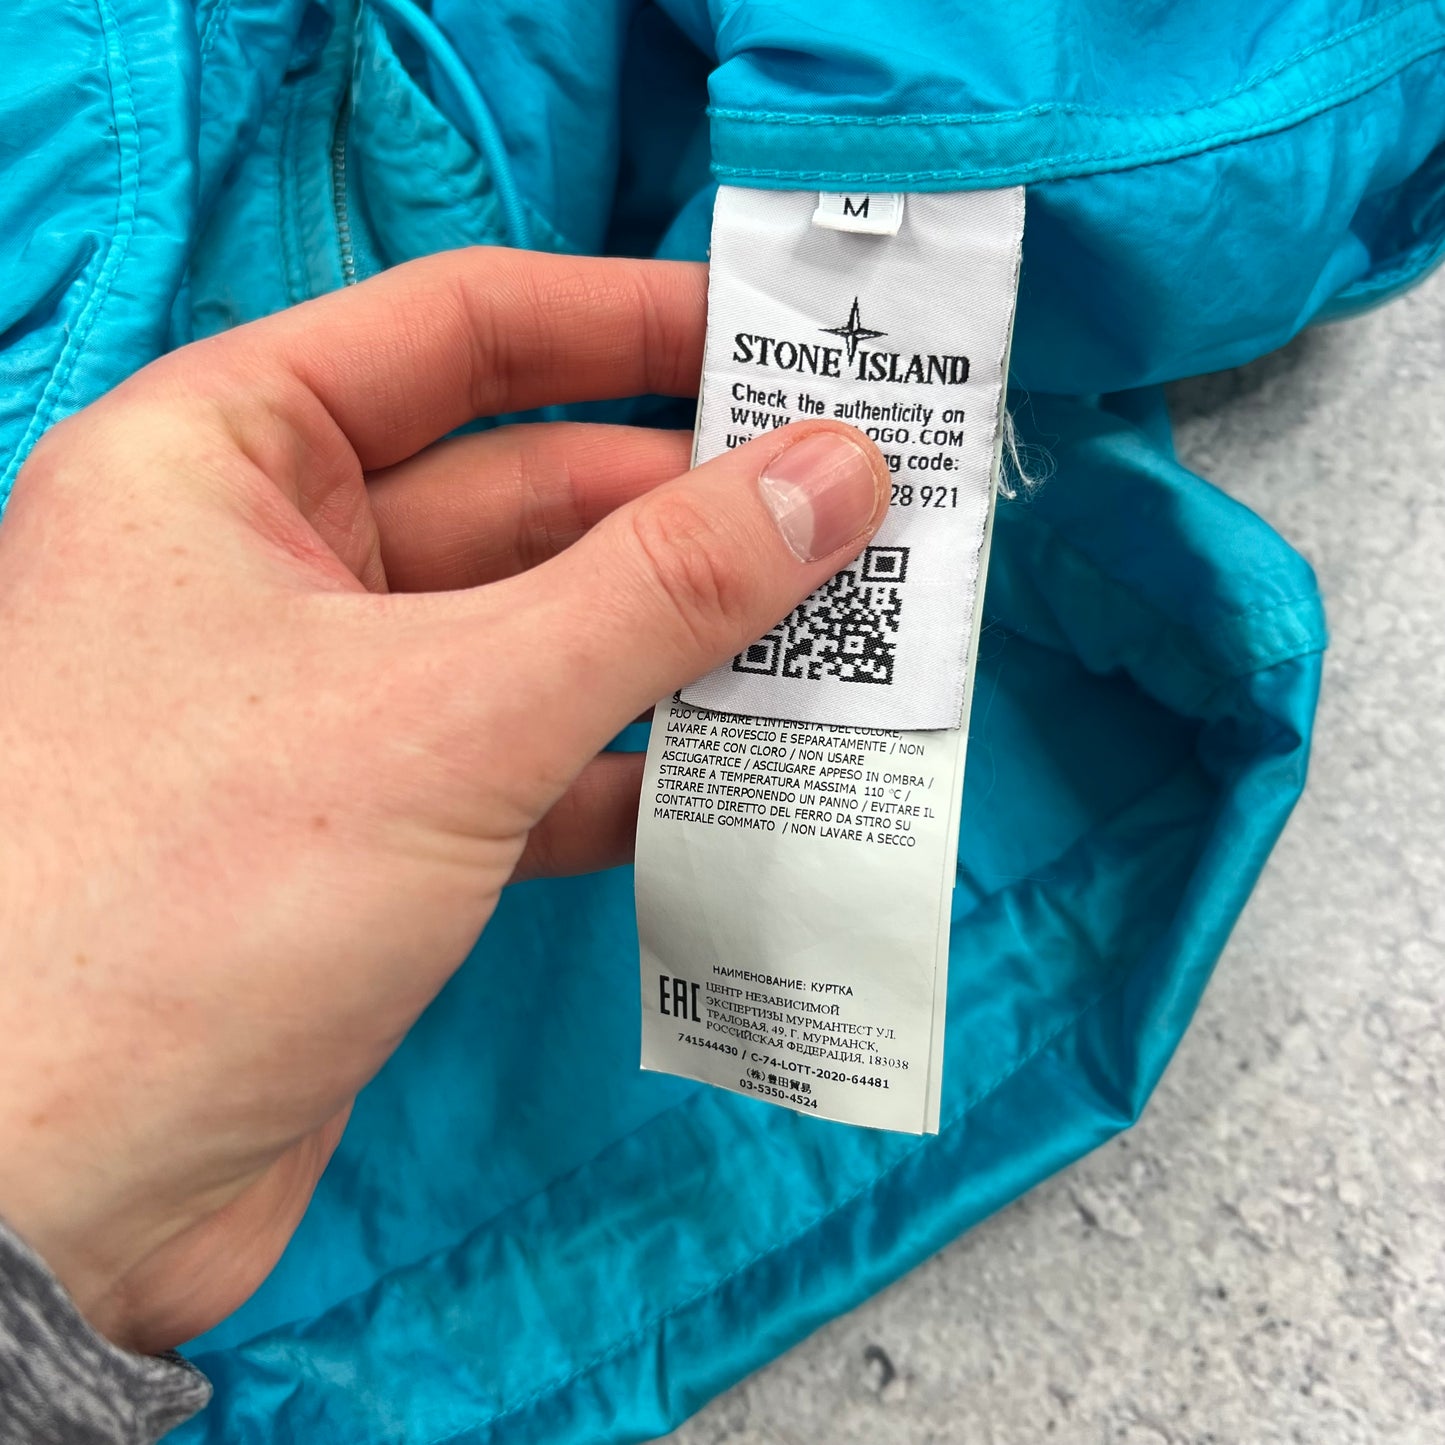 M
STONE ISLAND
Check the authenticity on
WWW. OGO.COM
code:
28 921
PUO' CAMBIARE L'INTENSITA' DEL COLORE,
LAVARE A ROVESCIO E SEPARATAMENTE / NON
TRATTARE CON CLORO / NON USARE
ASCIUGATRICE / ASCIUGARE APPESO IN OMBRA /
STIRARE A TEMPERATURA MASSIMA 110 °C /
STIRARE INTERPONENDO UN PANNO / EVITARE IL
CONTATTO DIRETTO DEL FERRO DA STIRO SU
MATERIALE GOMMATO / NON LAVARE A SECCO
НАИМЕНОВАНИЕ: КУРТКА
EAC ЦЕНТР НЕЗАВИСИМОЙ
ЭКСПЕРТИЗЫ МУРМАНТЕСТ УЛ.
ТРАЛОВАЯ, 49, Г. МУРМАНСК,
РОССИЙСКАЯ ФЕДЕРАЦИЯ, 183038
741544430 / C-74-LOTT-2020-64481
(株)豊田貿易
03-5350-4524